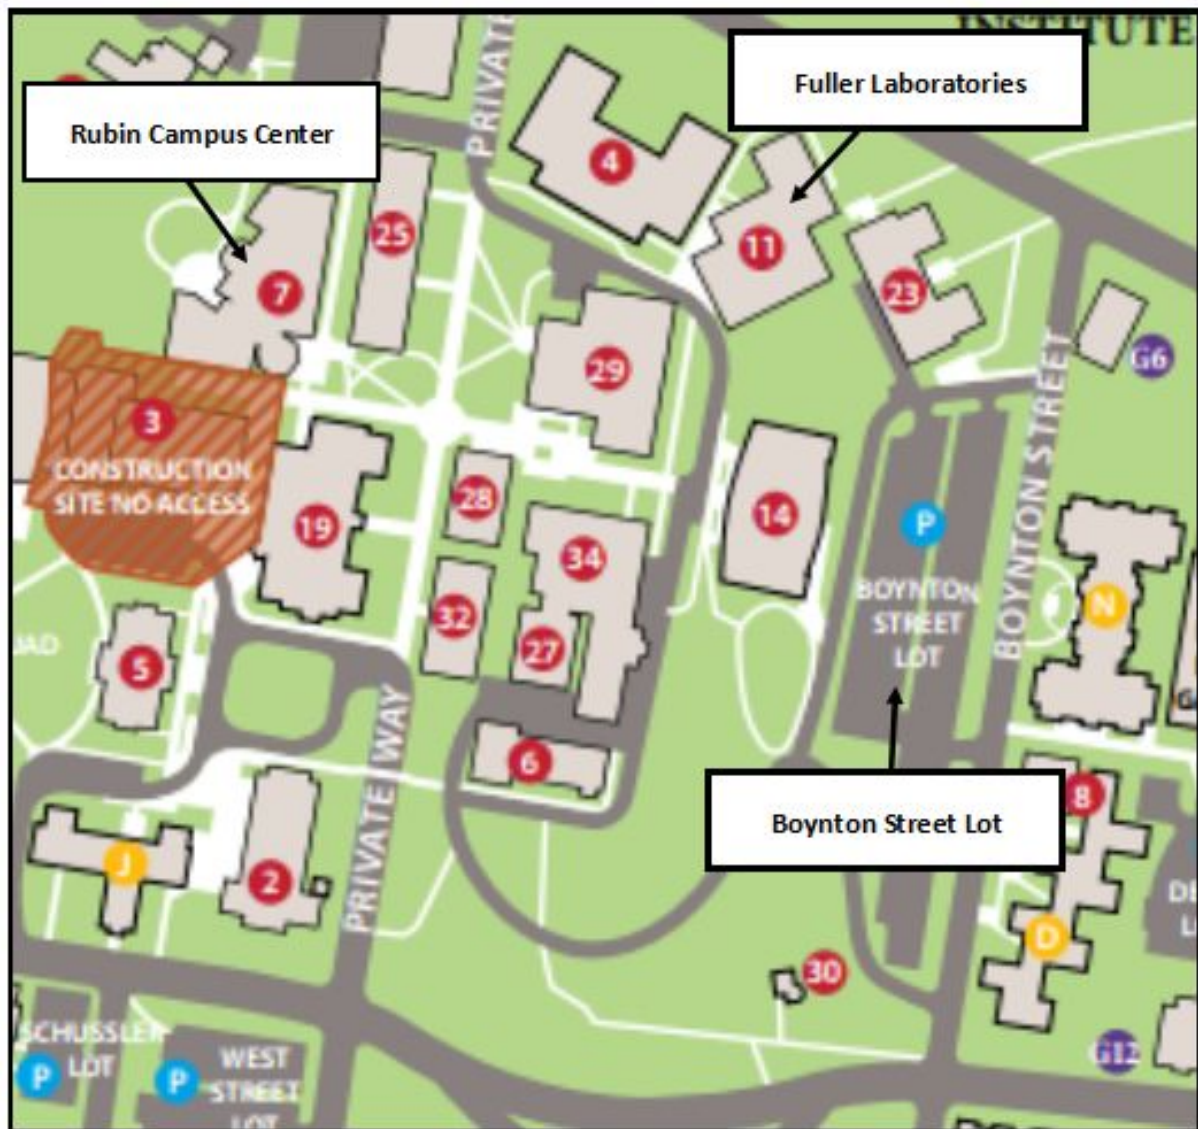 INSTITUTE
PRIVATE
Fuller Laboratories
Rubin Campus Center
4
25
11
7
23
29
G6
3
CONSTRUCTION
SITE NO ACCESS
28
19
14
P
34
BOYNTON STREET
BOYNTON
STREET
LOT
N
32
27
5
6
PRIVATE WAY
Boynton Street Lot
8
J
2
D
30
SCHUSSLER
LOT
P
P
WEST
STREET
LOT
G12